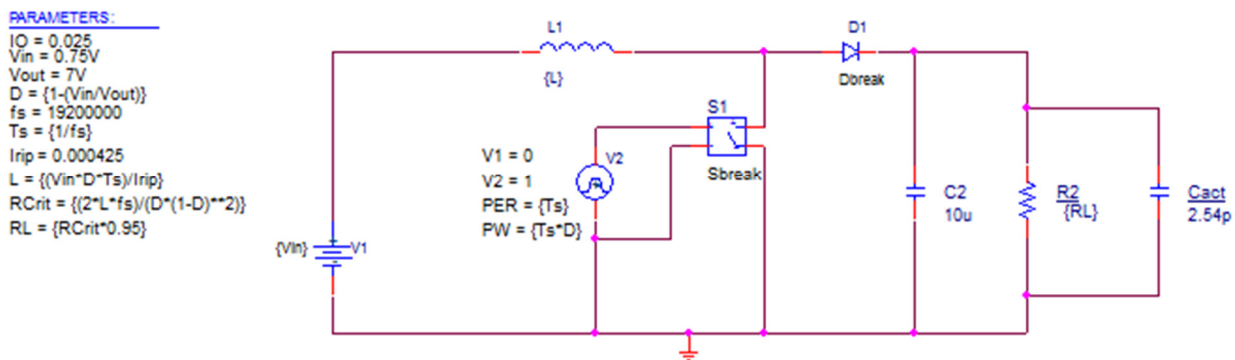 PARAMETERS:
IO = 0.025
Vin = 0.75V
Vout = 7V
D = {1-(Vin/Vout)}
fs = 19200000
Ts = {1/fs}
Irip = 0.000425
L = {(Vin*D*Ts)/Irip}
RCrit = {(2*L*fs)/(D*(1-D)**2)}
RL = {RCrit*0.95}
L1
{L}
D1
Dbreak
S1
Sbreak
V2
V1 = 0
V2 = 1
PER = {Ts}
PW = {Ts*D}
{Vin}
V1
C2
10u
R2
{RL}
Cact
2.54p